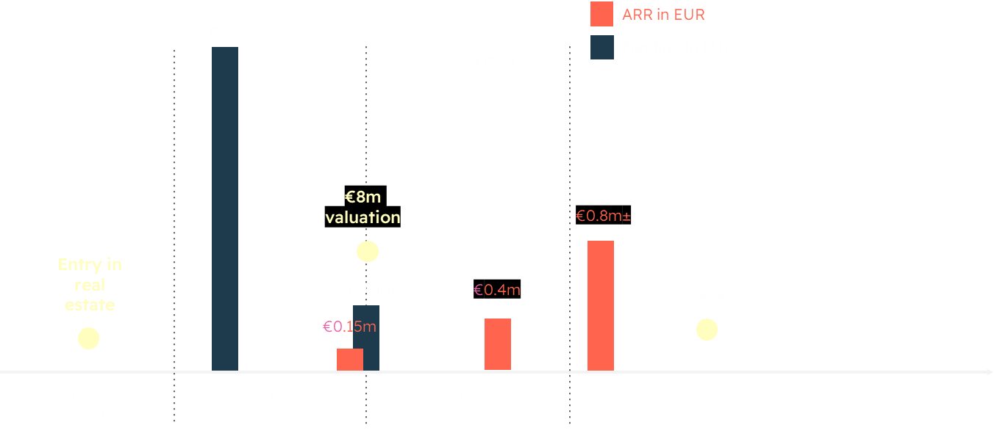 ARR in EUR
€8m
valuation
€0.8m±
Entry in
real
estate
€0.4m
€0.15m